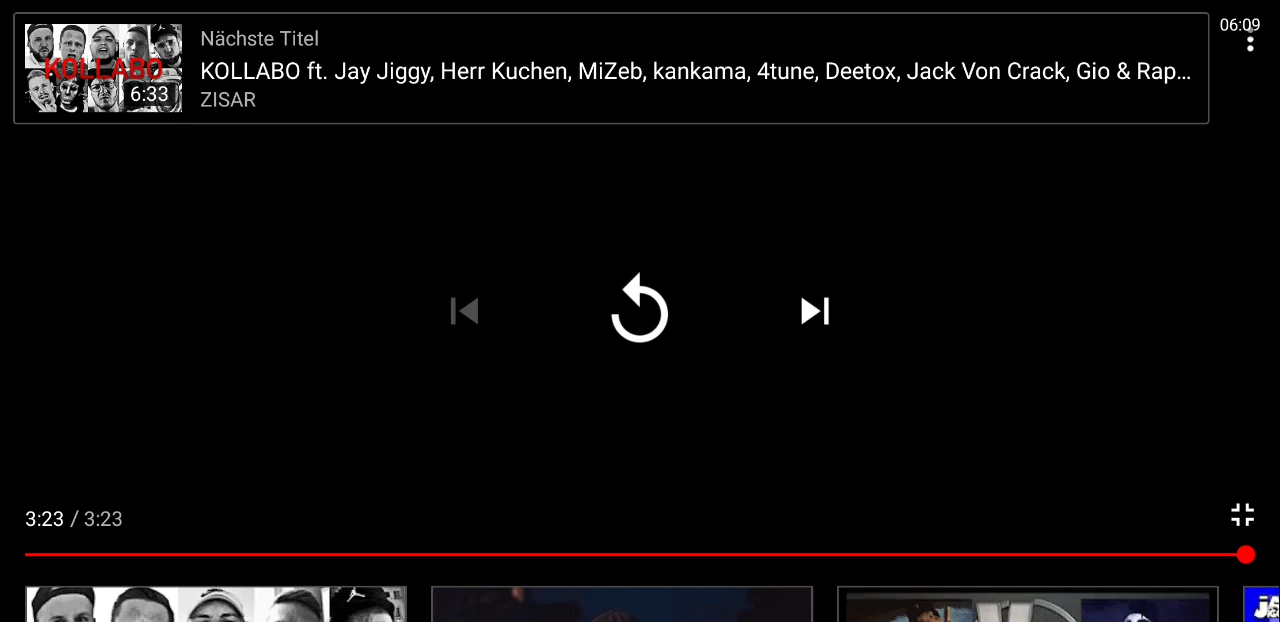 06:09
Nächste Titel
KOLLABO ft. Jay Jiggy, Herr Kuchen, MiZeb, kankama, 4tune, Deetox, Jack Von Crack, Gio & Rap...
ZISAR
KOLLABO
6:33
3:23 / 3:23